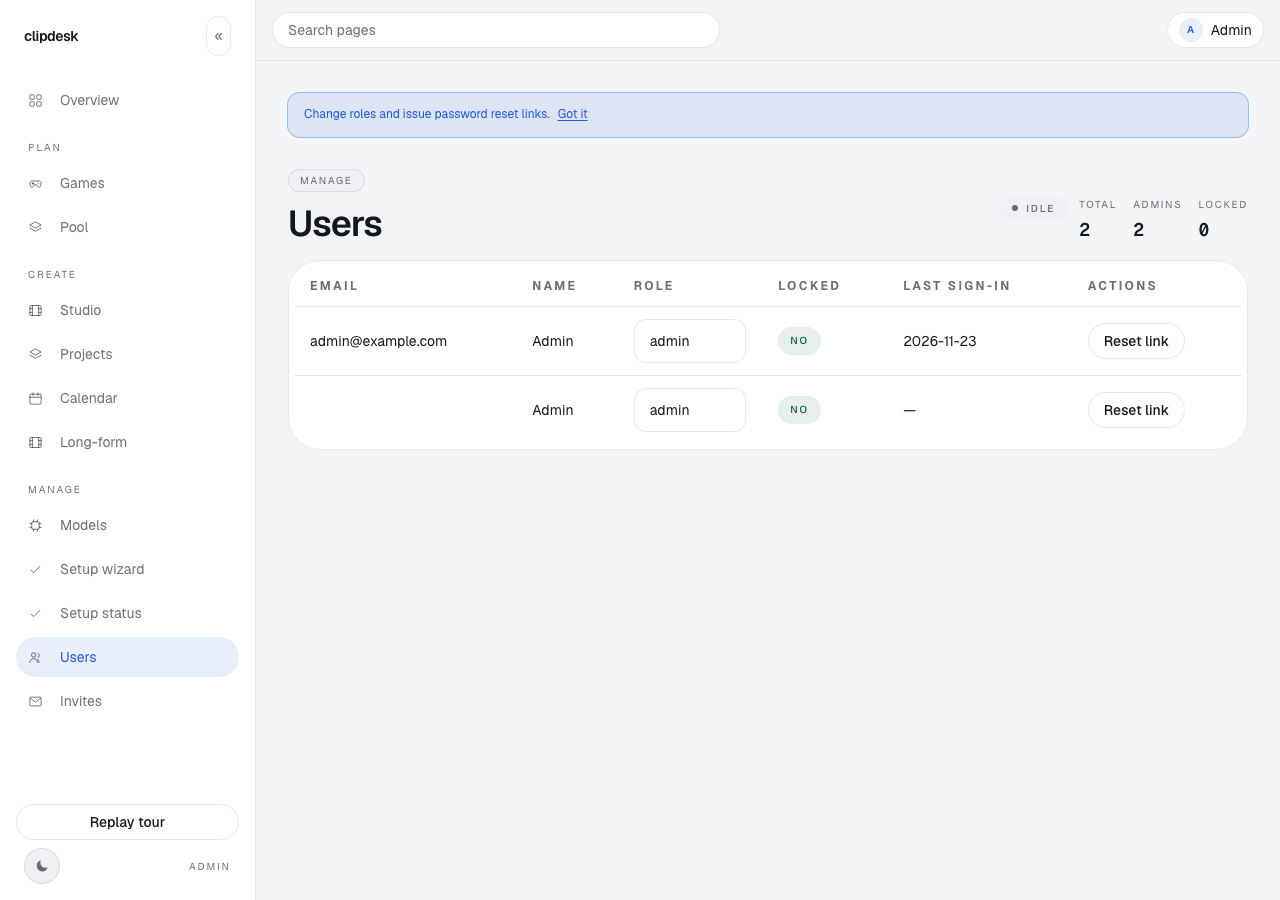 clipdesk
«
Search pages
A Admin
Overview
PLAN
Games
Pool
CREATE
Studio
Projects
Calendar
Long-form
MANAGE
Models
Setup wizard
Setup status
Users
Invites
Replay tour
ADMIN
Change roles and issue password reset links. Got it
MANAGE
Users
IDLE
TOTAL ADMINS LOCKED
2 2 0
EMAIL NAME ROLE LOCKED LAST SIGN-IN ACTIONS
admin@example.com Admin admin NO 2026-11-23 Reset link
Admin admin NO — Reset link